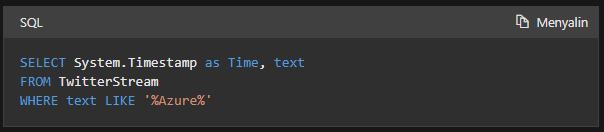 SQL
Menyalin
SELECT System.Timestamp as Time, text
FROM TwitterStream
WHERE text LIKE '%Azure%'